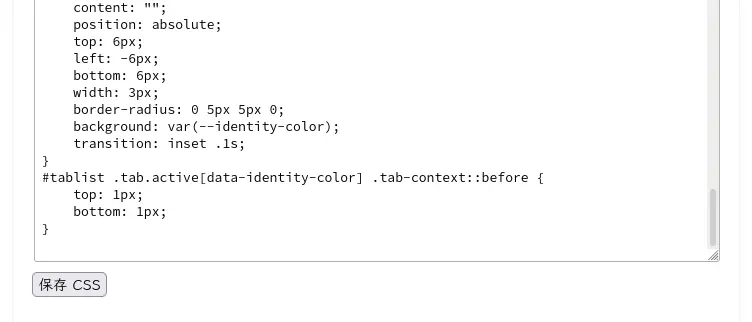 content: "";
position: absolute;
top: 6px;
left: -6px;
bottom: 6px;
width: 3px;
border-radius: 0 5px 5px 0;
background: var(--identity-color);
transition: inset .1s;
}
#tablist .tab.active[data-identity-color] .tab-context::before {
top: 1px;
bottom: 1px;
}
保存 CSS